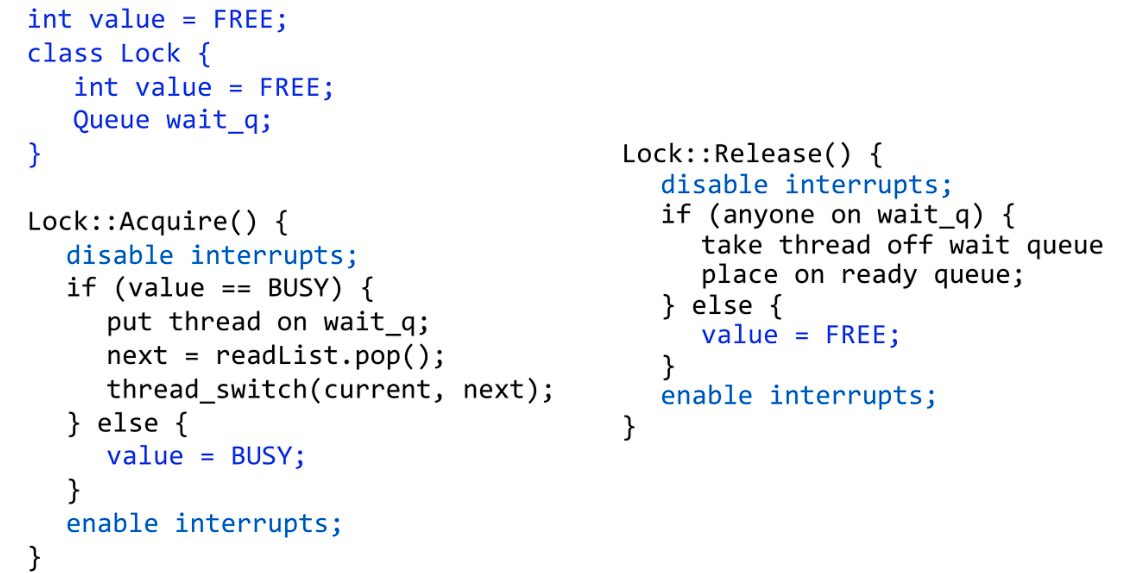 int value = FREE;
class Lock {
int value = FREE;
Queue wait_q;
}
Lock::Acquire() {
disable interrupts;
if (value == BUSY) {
put thread on wait_q;
next = readList.pop();
thread_switch(current, next);
} else {
value = BUSY;
}
enable interrupts;
}
Lock::Release() {
disable interrupts;
if (anyone on wait_q) {
take thread off wait queue
place on ready queue;
} else {
value = FREE;
}
enable interrupts;
}